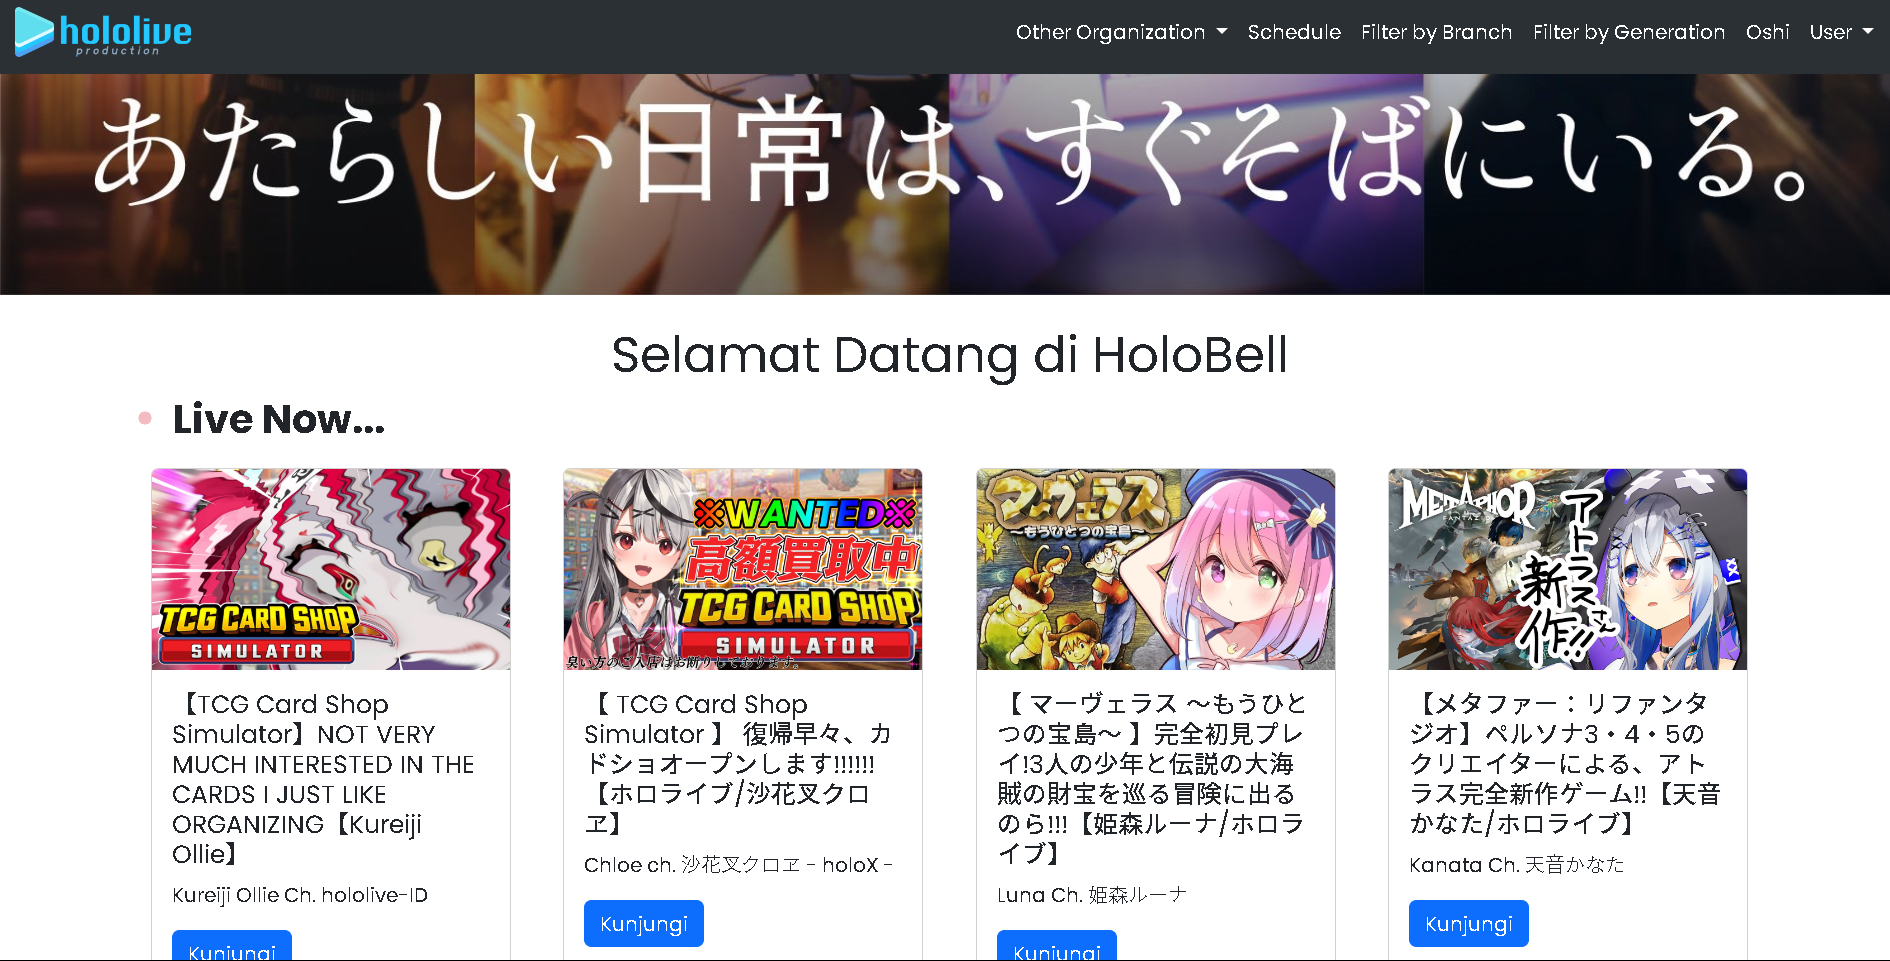 hololive
production
Other Organization
Schedule
Filter by Branch
Filter by Generation
Oshi
User
あたらしい日常は、すぐそばにいる。
Selamat Datang di HoloBell
Live Now...
TCG CARD SHOP
SIMULATOR
【TCG Card Shop
Simulator】NOT VERY
MUCH INTERESTED IN THE
CARDS I JUST LIKE
ORGANIZING【Kureiji
Ollie】
Kureiji Ollie Ch. hololive-ID
Kunjungi
※WANTED※
高額買取中
TCG CARD SHOP
SIMULATOR
臭い方のご入店はお断りしております。
【 TCG Card Shop
Simulator 】 復帰早々、カ
ドショオープンします!!!!!!
【ホロライブ/沙花叉クロ
ヱ】
Chloe ch. 沙花叉クロヱ - holoX -
Kunjungi
マーヴェラス
～もうひとつの宝島～
【 マーヴェラス ～もうひと
つの宝島～ 】完全初見プレ
イ!3人の少年と伝説の大海
賊の財宝を巡る冒険に出る
のら!!!【姫森ルーナ/ホロラ
イブ】
Luna Ch. 姫森ルーナ
Kunjungi
METAPHOR
アトラスさん
新作!!
【メタファー：リファンタ
ジオ】ペルソナ3・4・5の
クリエイターによる、アト
ラス完全新作ゲーム!!【天音
かなた/ホロライブ】
Kanata Ch. 天音かなた
Kunjungi